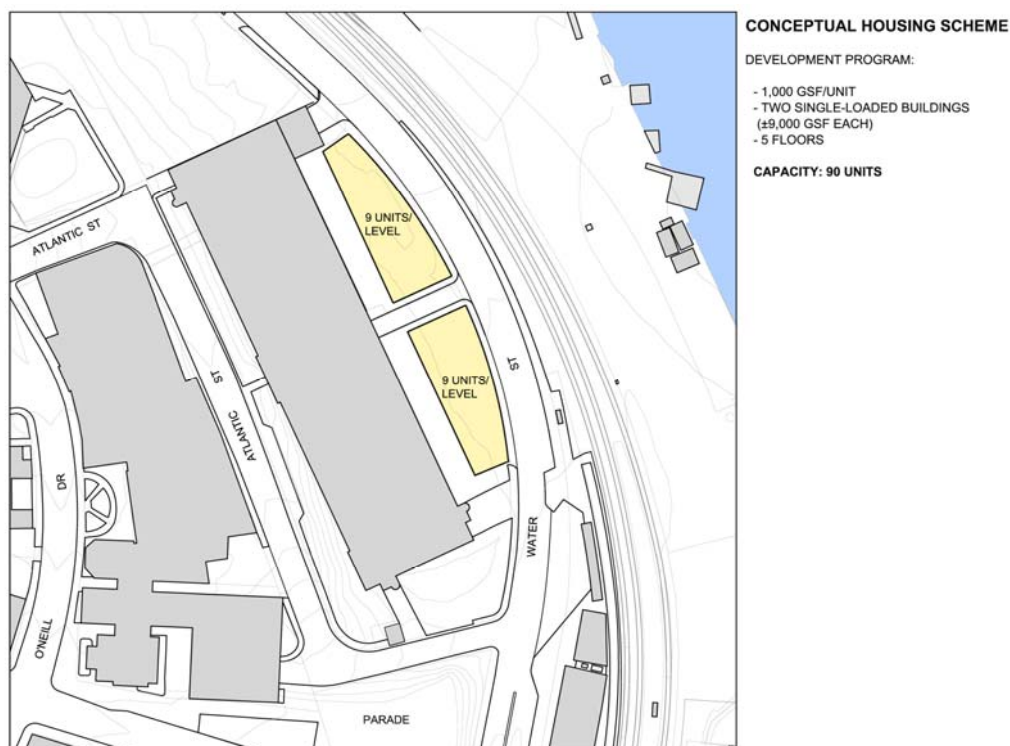 CONCEPTUAL HOUSING SCHEME
DEVELOPMENT PROGRAM:
- 1,000 GSF/UNIT
- TWO SINGLE-LOADED BUILDINGS
(±9,000 GSF EACH)
- 5 FLOORS
CAPACITY: 90 UNITS
9 UNITS/
LEVEL
ATLANTIC ST
9 UNITS/
LEVEL
ST
ST
ATLANTIC
DR
WATER
O'NEILL
PARADE